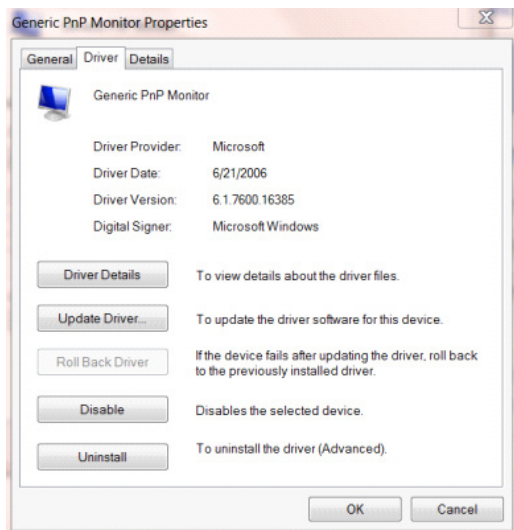 Generic PnP Monitor Properties
General Driver Details
Generic PnP Monitor
Driver Provider: Microsoft
Driver Date: 6/21/2006
Driver Version: 6.1.7600.16385
Digital Signer: Microsoft Windows
Driver Details To view details about the driver files.
Update Driver... To update the driver software for this device.
Roll Back Driver If the device fails after updating the driver, roll back
to the previously installed driver.
Disable Disables the selected device.
Uninstall To uninstall the driver (Advanced).
OK Cancel